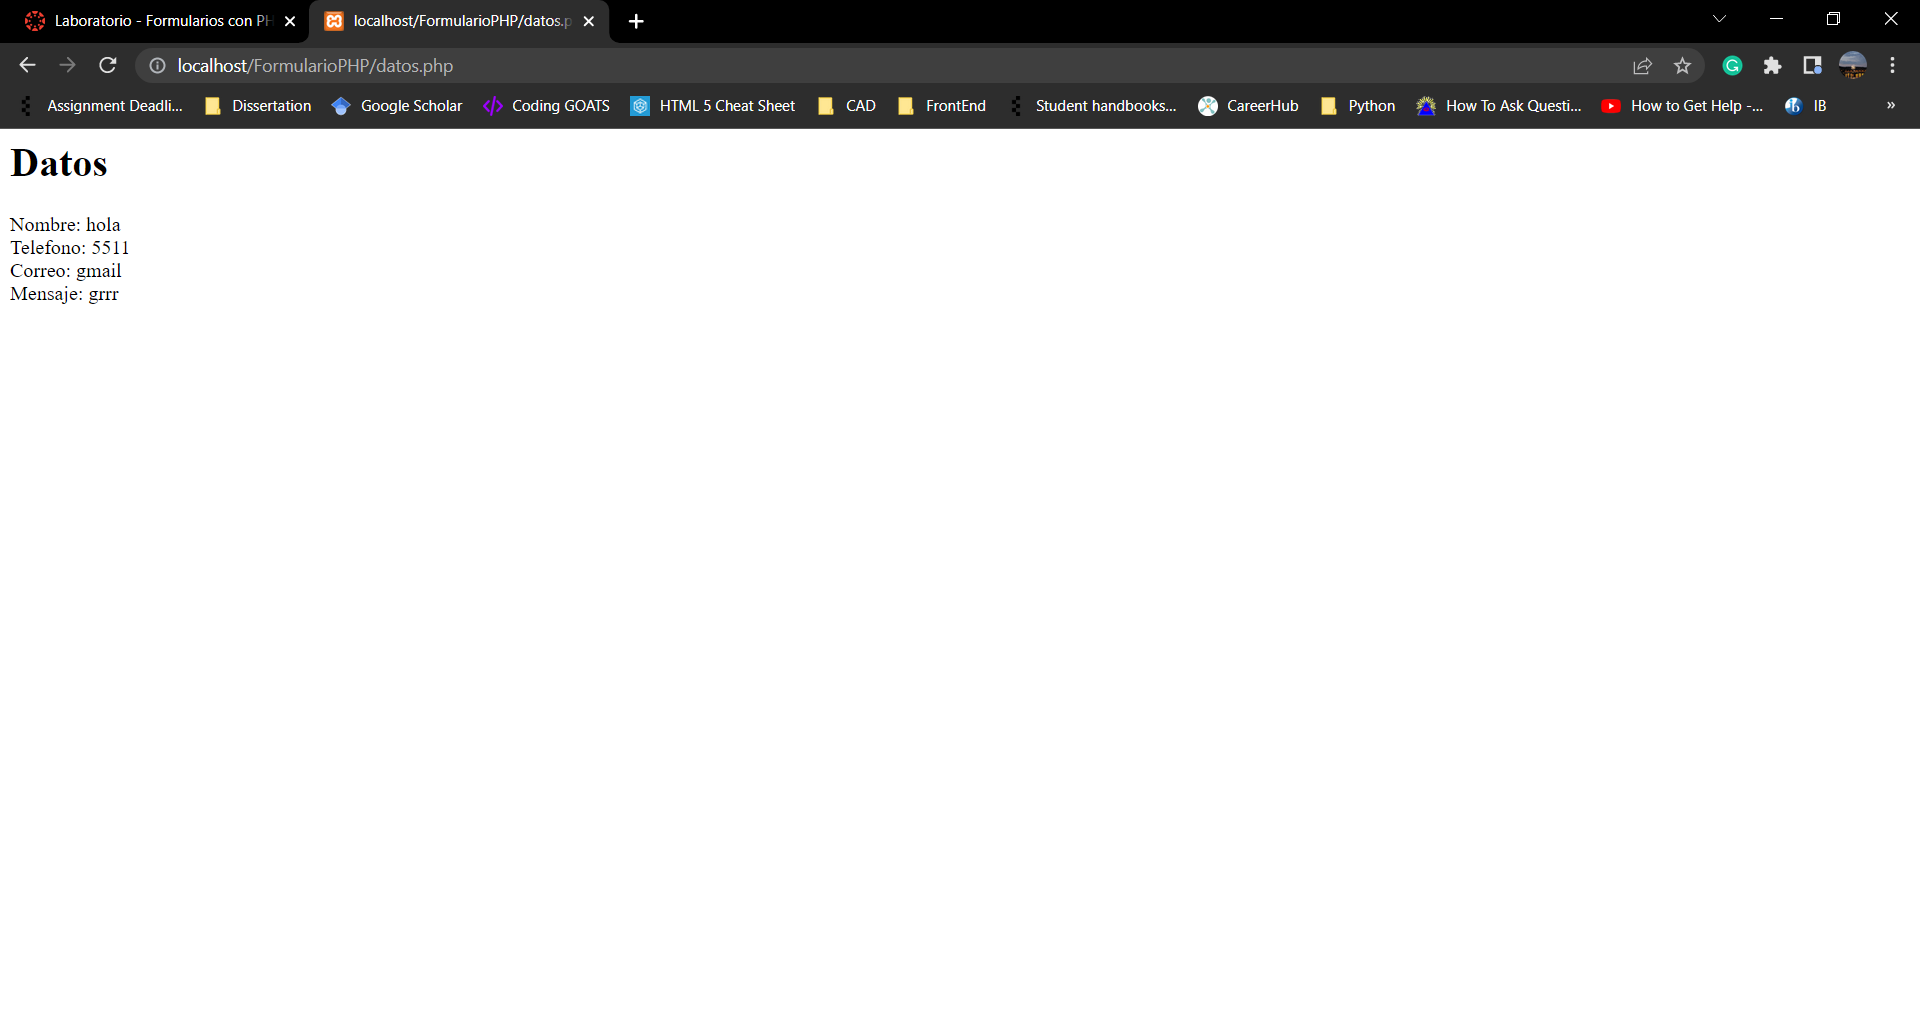 Laboratorio - Formularios con PH
localhost/FormularioPHP/datos.p
localhost/FormularioPHP/datos.php
Assignment Deadli... Dissertation Google Scholar Coding GOATS HTML 5 Cheat Sheet CAD FrontEnd Student handbooks... CareerHub Python How To Ask Questi... How to Get Help -... IB »
Datos
Nombre: hola
Telefono: 5511
Correo: gmail
Mensaje: grrr